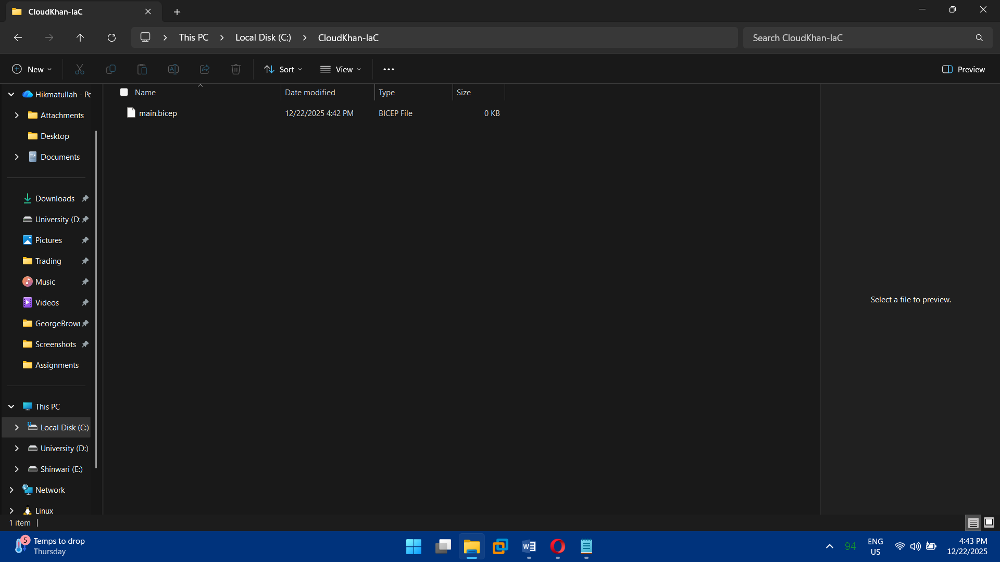 CloudKhan-IaC
This PC
Local Disk (C:)
CloudKhan-IaC
Search CloudKhan-IaC
New
Sort
View
Preview
Hikmatullah - Pe
Attachments
Desktop
Documents
Downloads
University (D:
Pictures
Trading
Music
Videos
GeorgeBrow
Screenshots
Assignments
This PC
Local Disk (C:)
University (D:)
Shinwari (E:)
Network
Linux
Name Date modified Type Size
main.bicep 12/22/2025 4:42 PM BICEP File 0 KB
Select a file to preview.
1 item
5
Temps to drop
Thursday
94
ENG
US
4:43 PM
12/22/2025